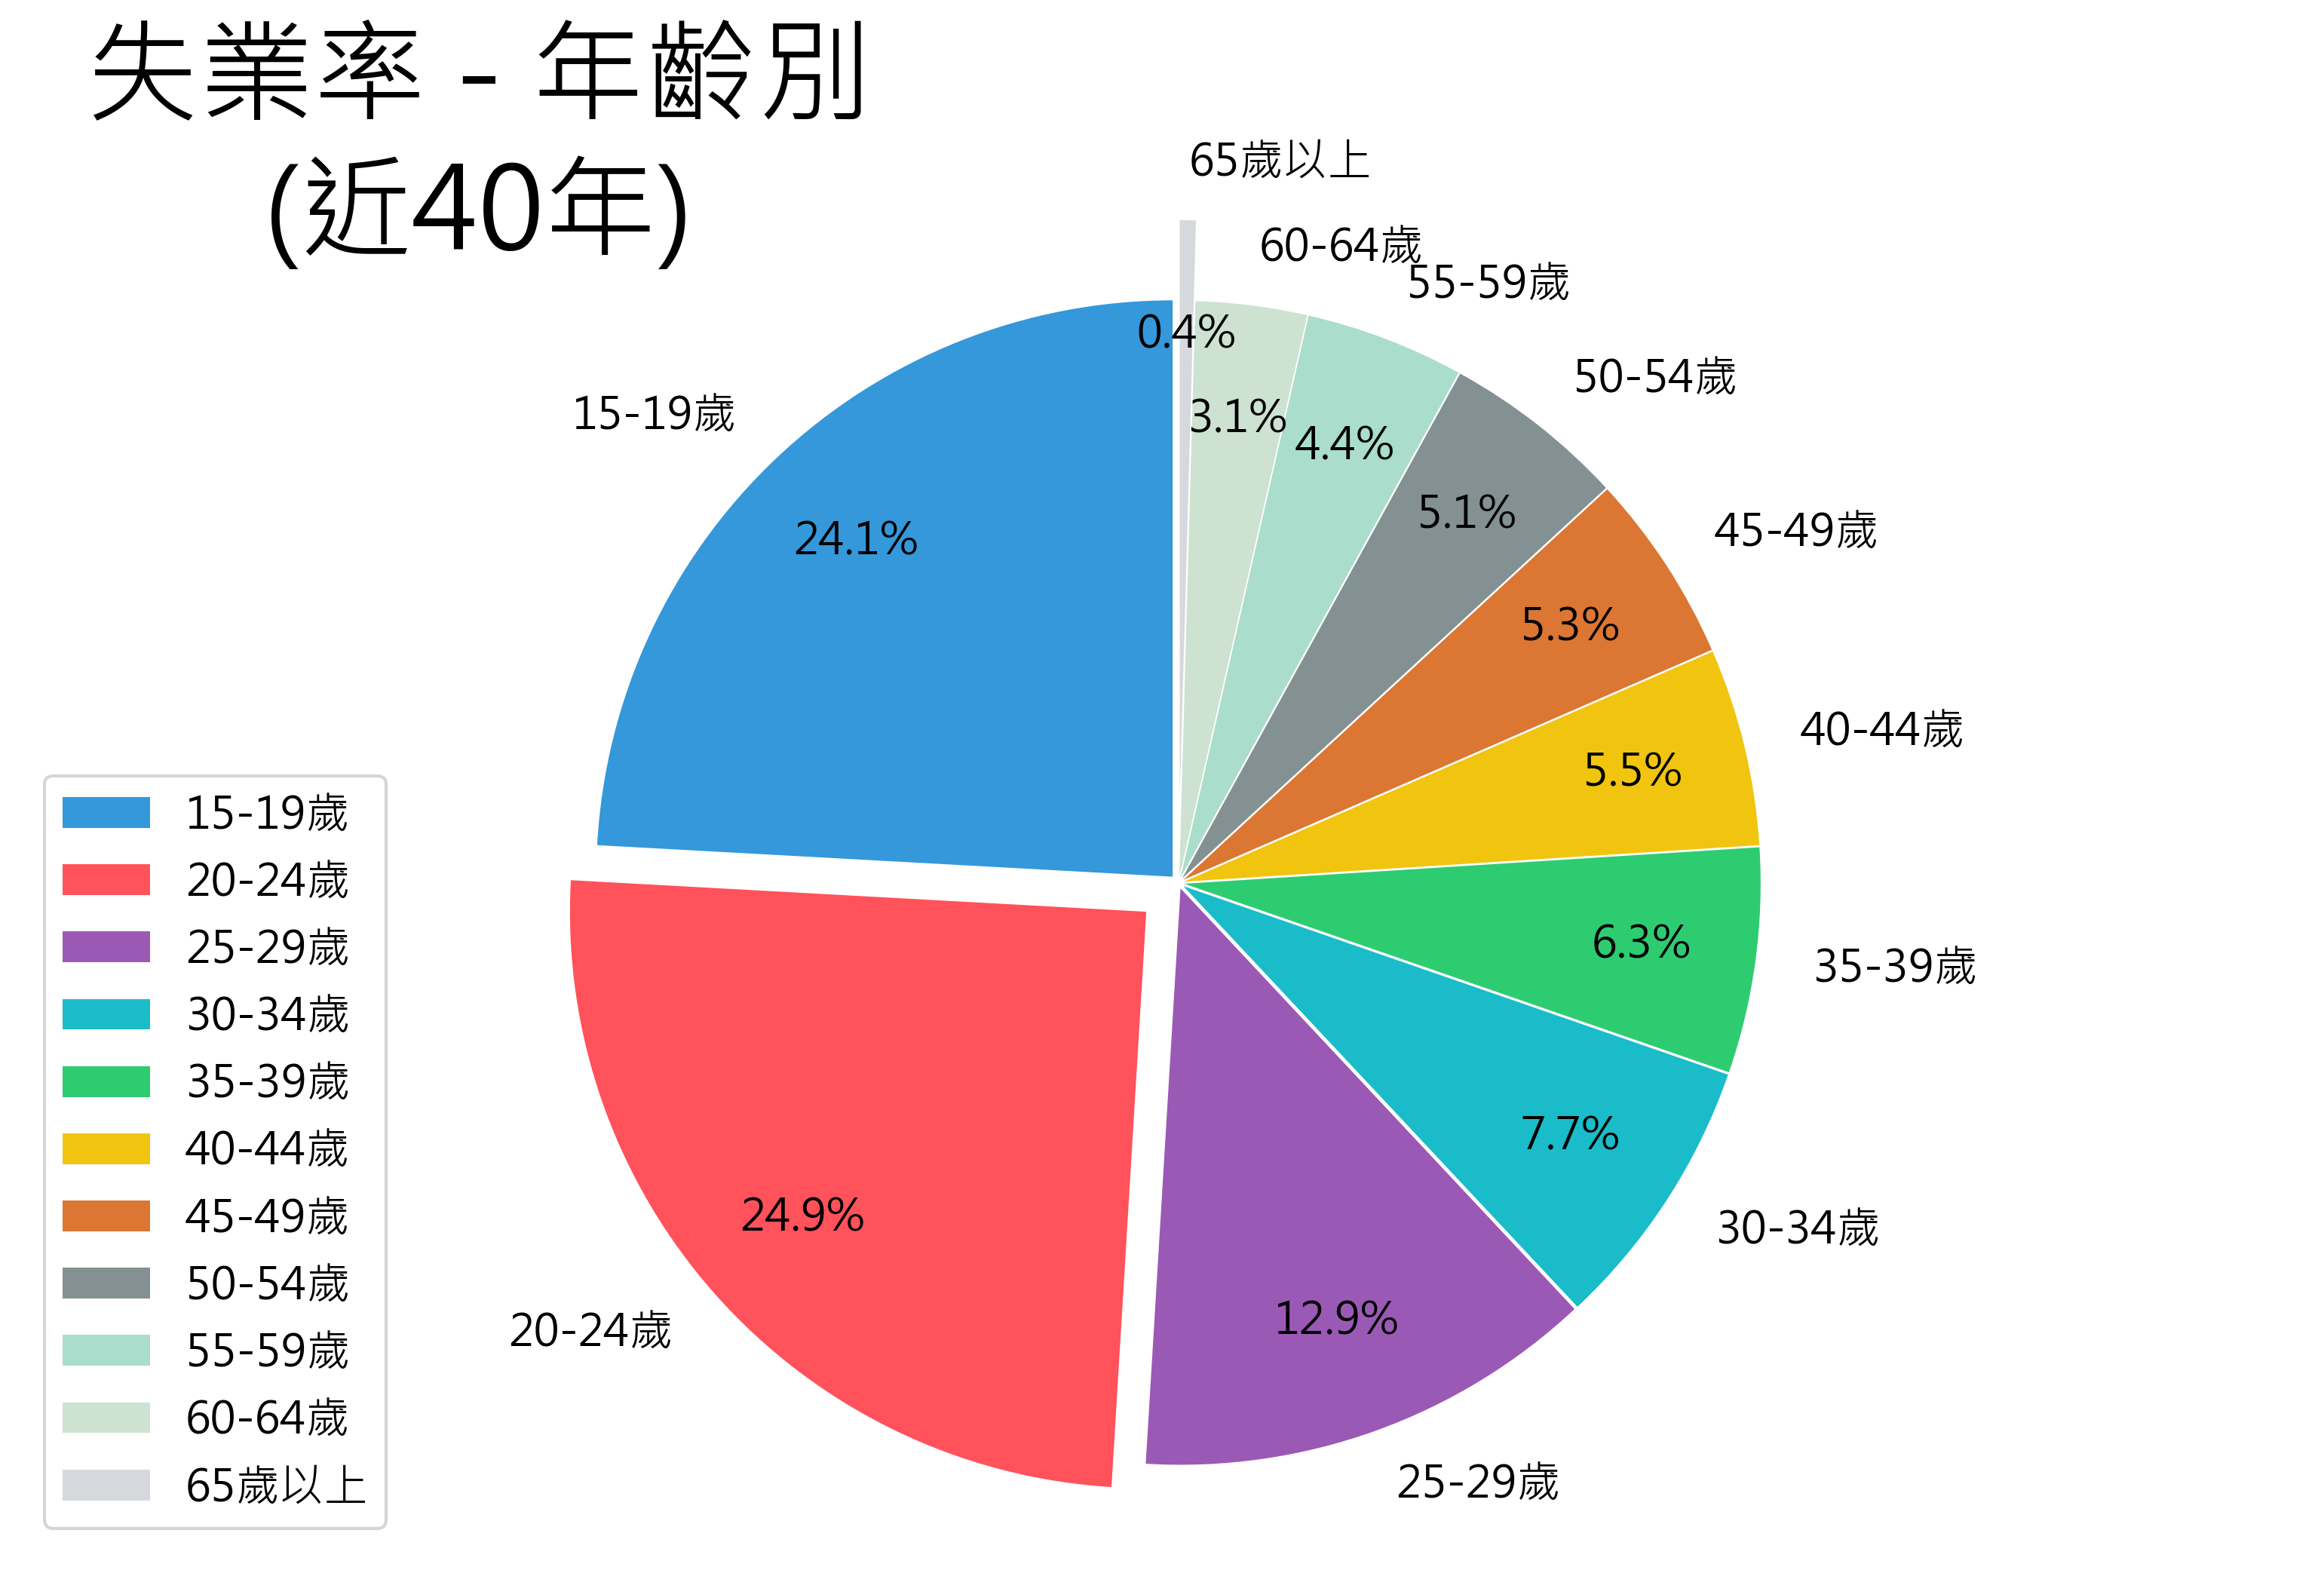 失業率 - 年齡別
(近40年)
65歲以上
60-64歲
55-59歲
50-54歲
45-49歲
40-44歲
35-39歲
30-34歲
25-29歲
20-24歲
15-19歲
0.4%
3.1%
4.4%
5.1%
5.3%
5.5%
6.3%
7.7%
12.9%
24.9%
24.1%
15-19歲
20-24歲
25-29歲
30-34歲
35-39歲
40-44歲
45-49歲
50-54歲
55-59歲
60-64歲
65歲以上